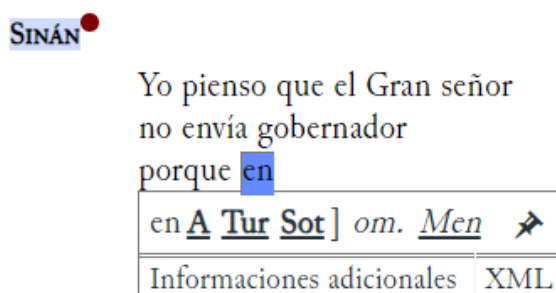 Sinán
Yo pienso que el Gran señor
no envía gobernador
porque en
en A Tur Sot ] om. Men
Informaciones adicionales XML